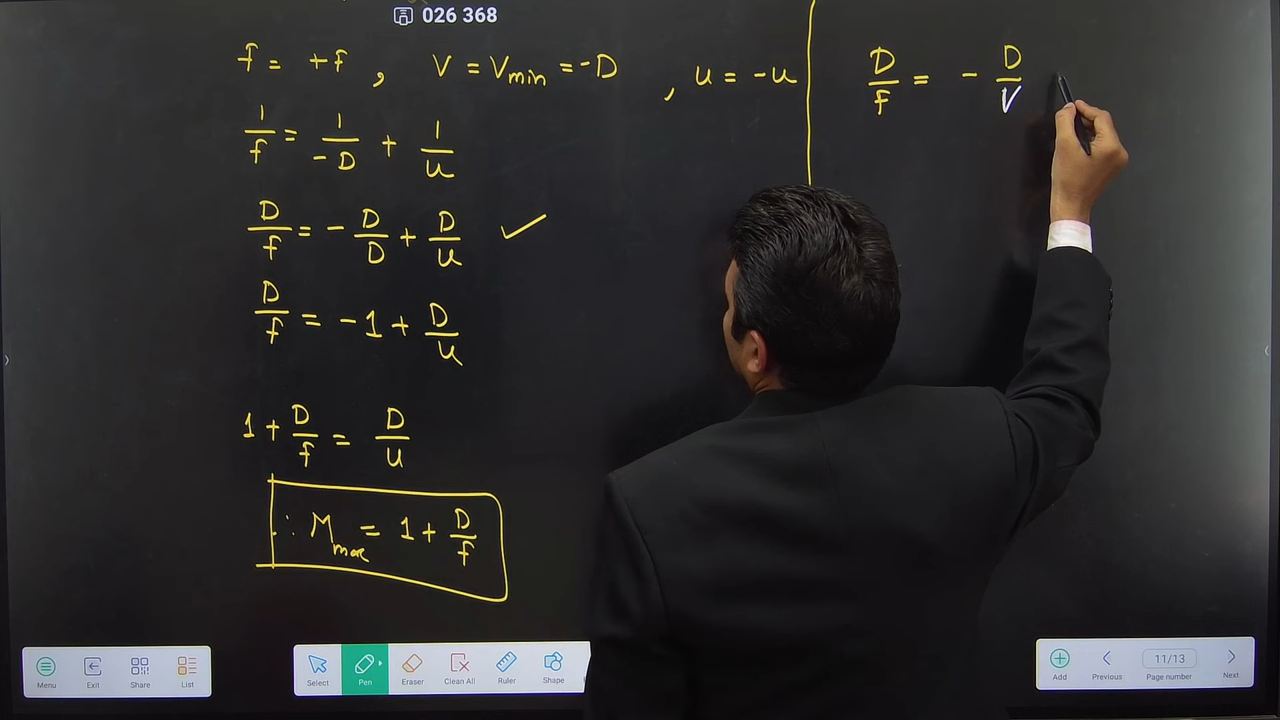 026 368
f = +f , V = Vmin = -D , u = -u
1/f = 1/-D + 1/u
D/f = - D/D + D/u ✓
D/f = -1 + D/u
1 + D/f = D/u
∴ Mmax = 1 + D/f
D/f = - D/V
Menu Exit Share List
Select Pen Eraser Clean All Ruler Shape
Add Previous 11/13 Page number Next